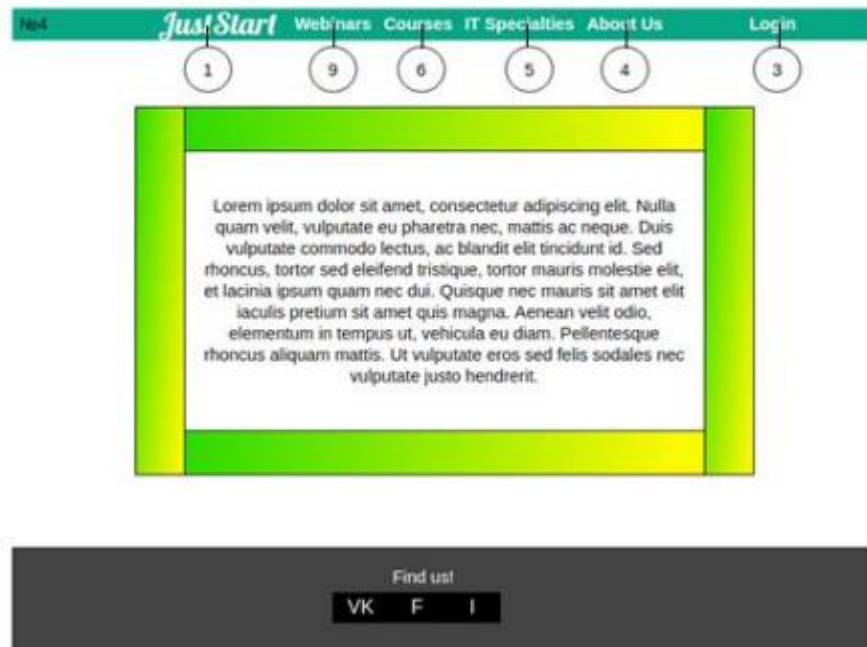 №4 JustStart Webinars Courses IT Specialties About Us Login
1 9 6 5 4 3
Lorem ipsum dolor sit amet, consectetur adipiscing elit. Nulla
quam velit, vulputate eu pharetra nec, mattis ac neque. Duis
vulputate commodo lectus, ac blandit elit tincidunt id. Sed
rhoncus, tortor sed eleifend tristique, tortor mauris molestie elit,
et lacinia ipsum quam nec dui. Quisque nec mauris sit amet elit
iaculis pretium sit amet quis magna. Aenean velit odio,
elementum in tempus ut, vehicula eu diam. Pellentesque
rhoncus aliquam mattis. Ut vulputate eros sed felis sodales nec
vulputate justo hendrerit.
Find us!
VK F I